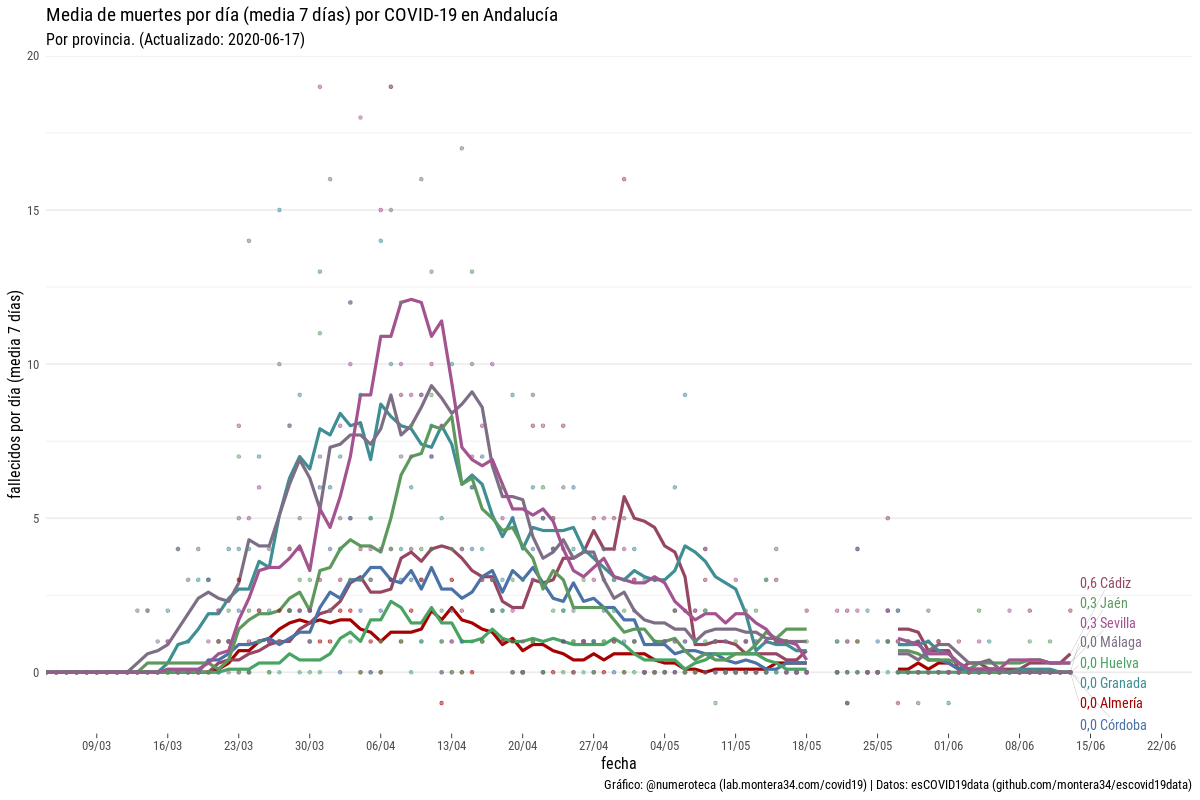 Media de muertes por día (media 7 días) por COVID-19 en Andalucía
Por provincia. (Actualizado: 2020-06-17)
fallecidos por día (media 7 días)
20
15
10
5
0
0,6 Cádiz
0,3 Jaén
0,3 Sevilla
0,0 Málaga
0,0 Huelva
0,0 Granada
0,0 Almería
0,0 Córdoba
09/03 16/03 23/03 30/03 06/04 13/04 20/04 27/04 04/05 11/05 18/05 25/05 01/06 08/06 15/06 22/06
fecha
Gráfico: @numeroteca (lab.montera34.com/covid19) | Datos: esCOVID19data (github.com/montera34/escovid19data)